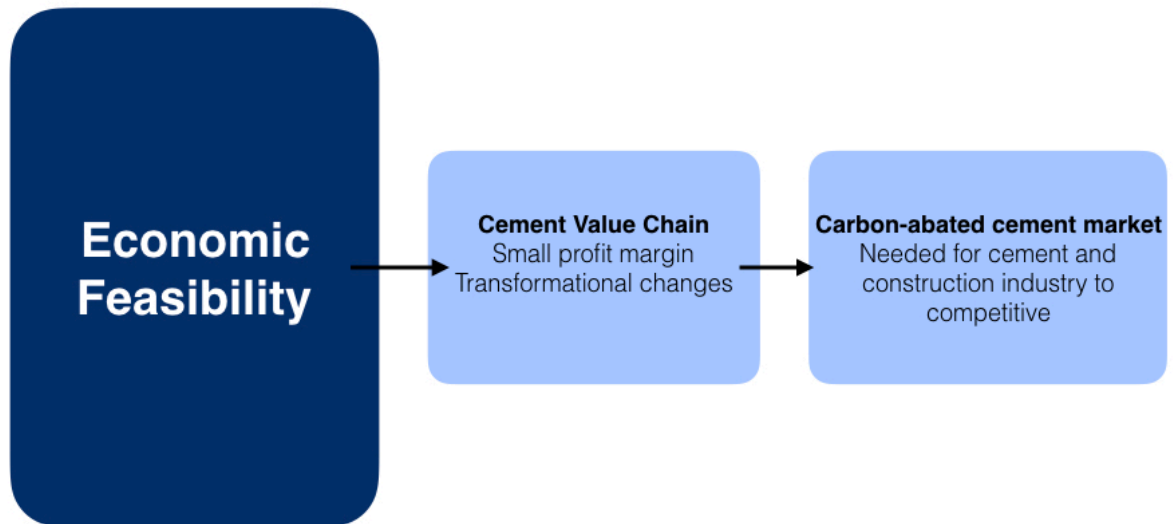 Economic
Feasibility
Cement Value Chain
Small profit margin
Transformational changes
Carbon-abated cement market
Needed for cement and
construction industry to
competitive